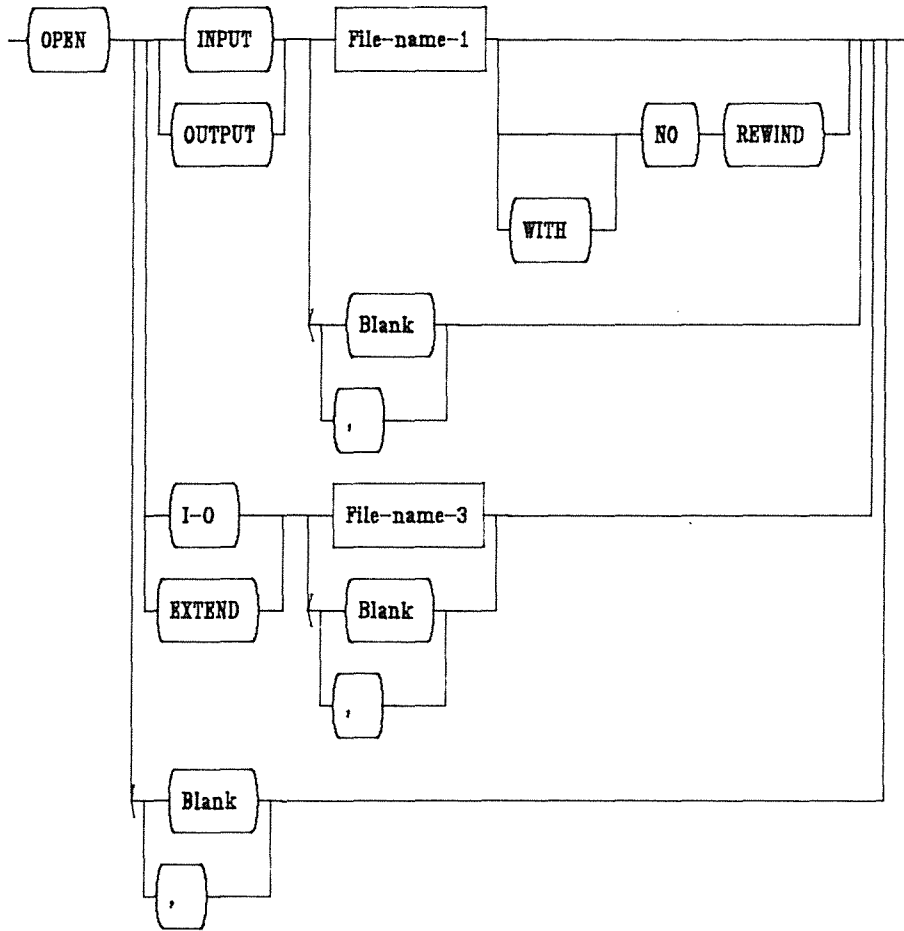 OPEN INPUT File-name-1
OUTPUT
NO REWIND
WITH
Blank
,
I-O File-name-3
EXTEND Blank
,
Blank
,